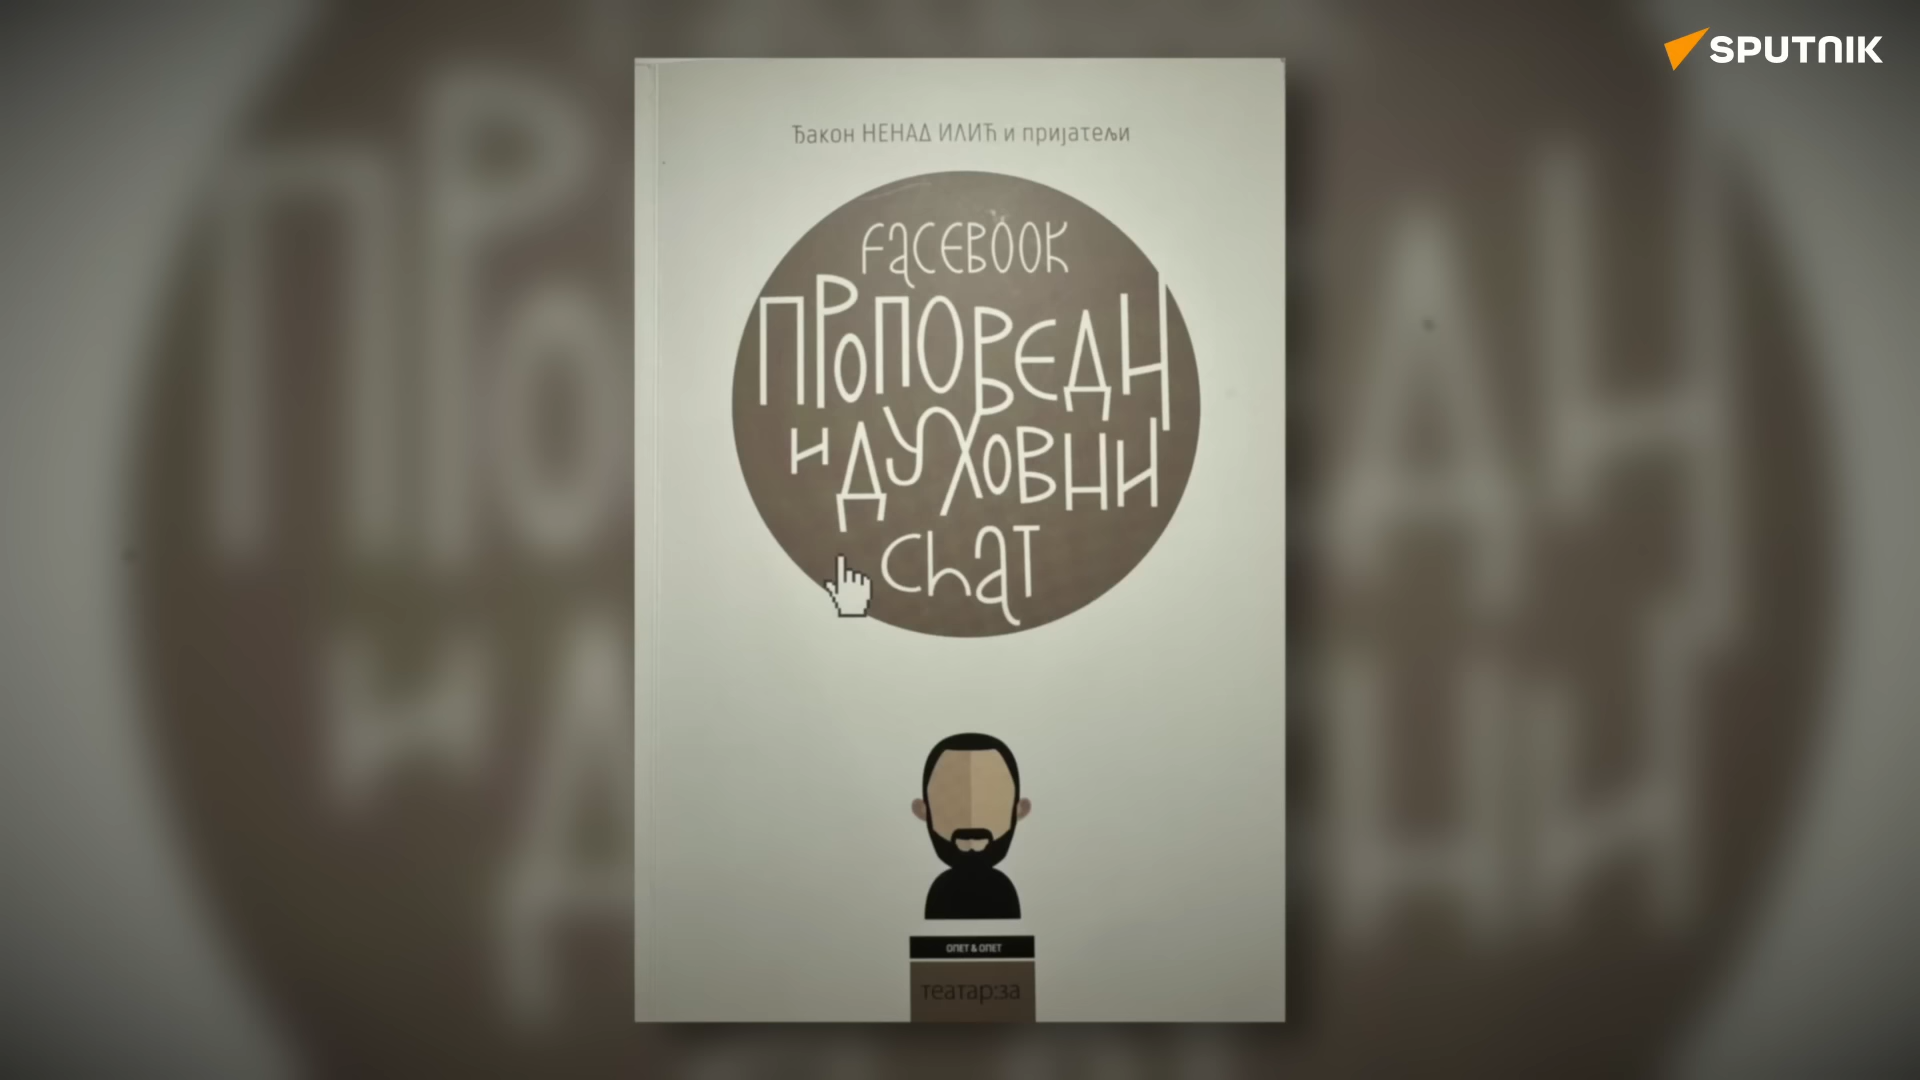 SPUTNIK
Ђакон НЕНАД ИЛИЋ и пријатељи
FACEBOOK
ПРОПОВЕДИ
И ДУХОВНИ
CHAT
ОПЕТ & ОПЕТ
театар:за